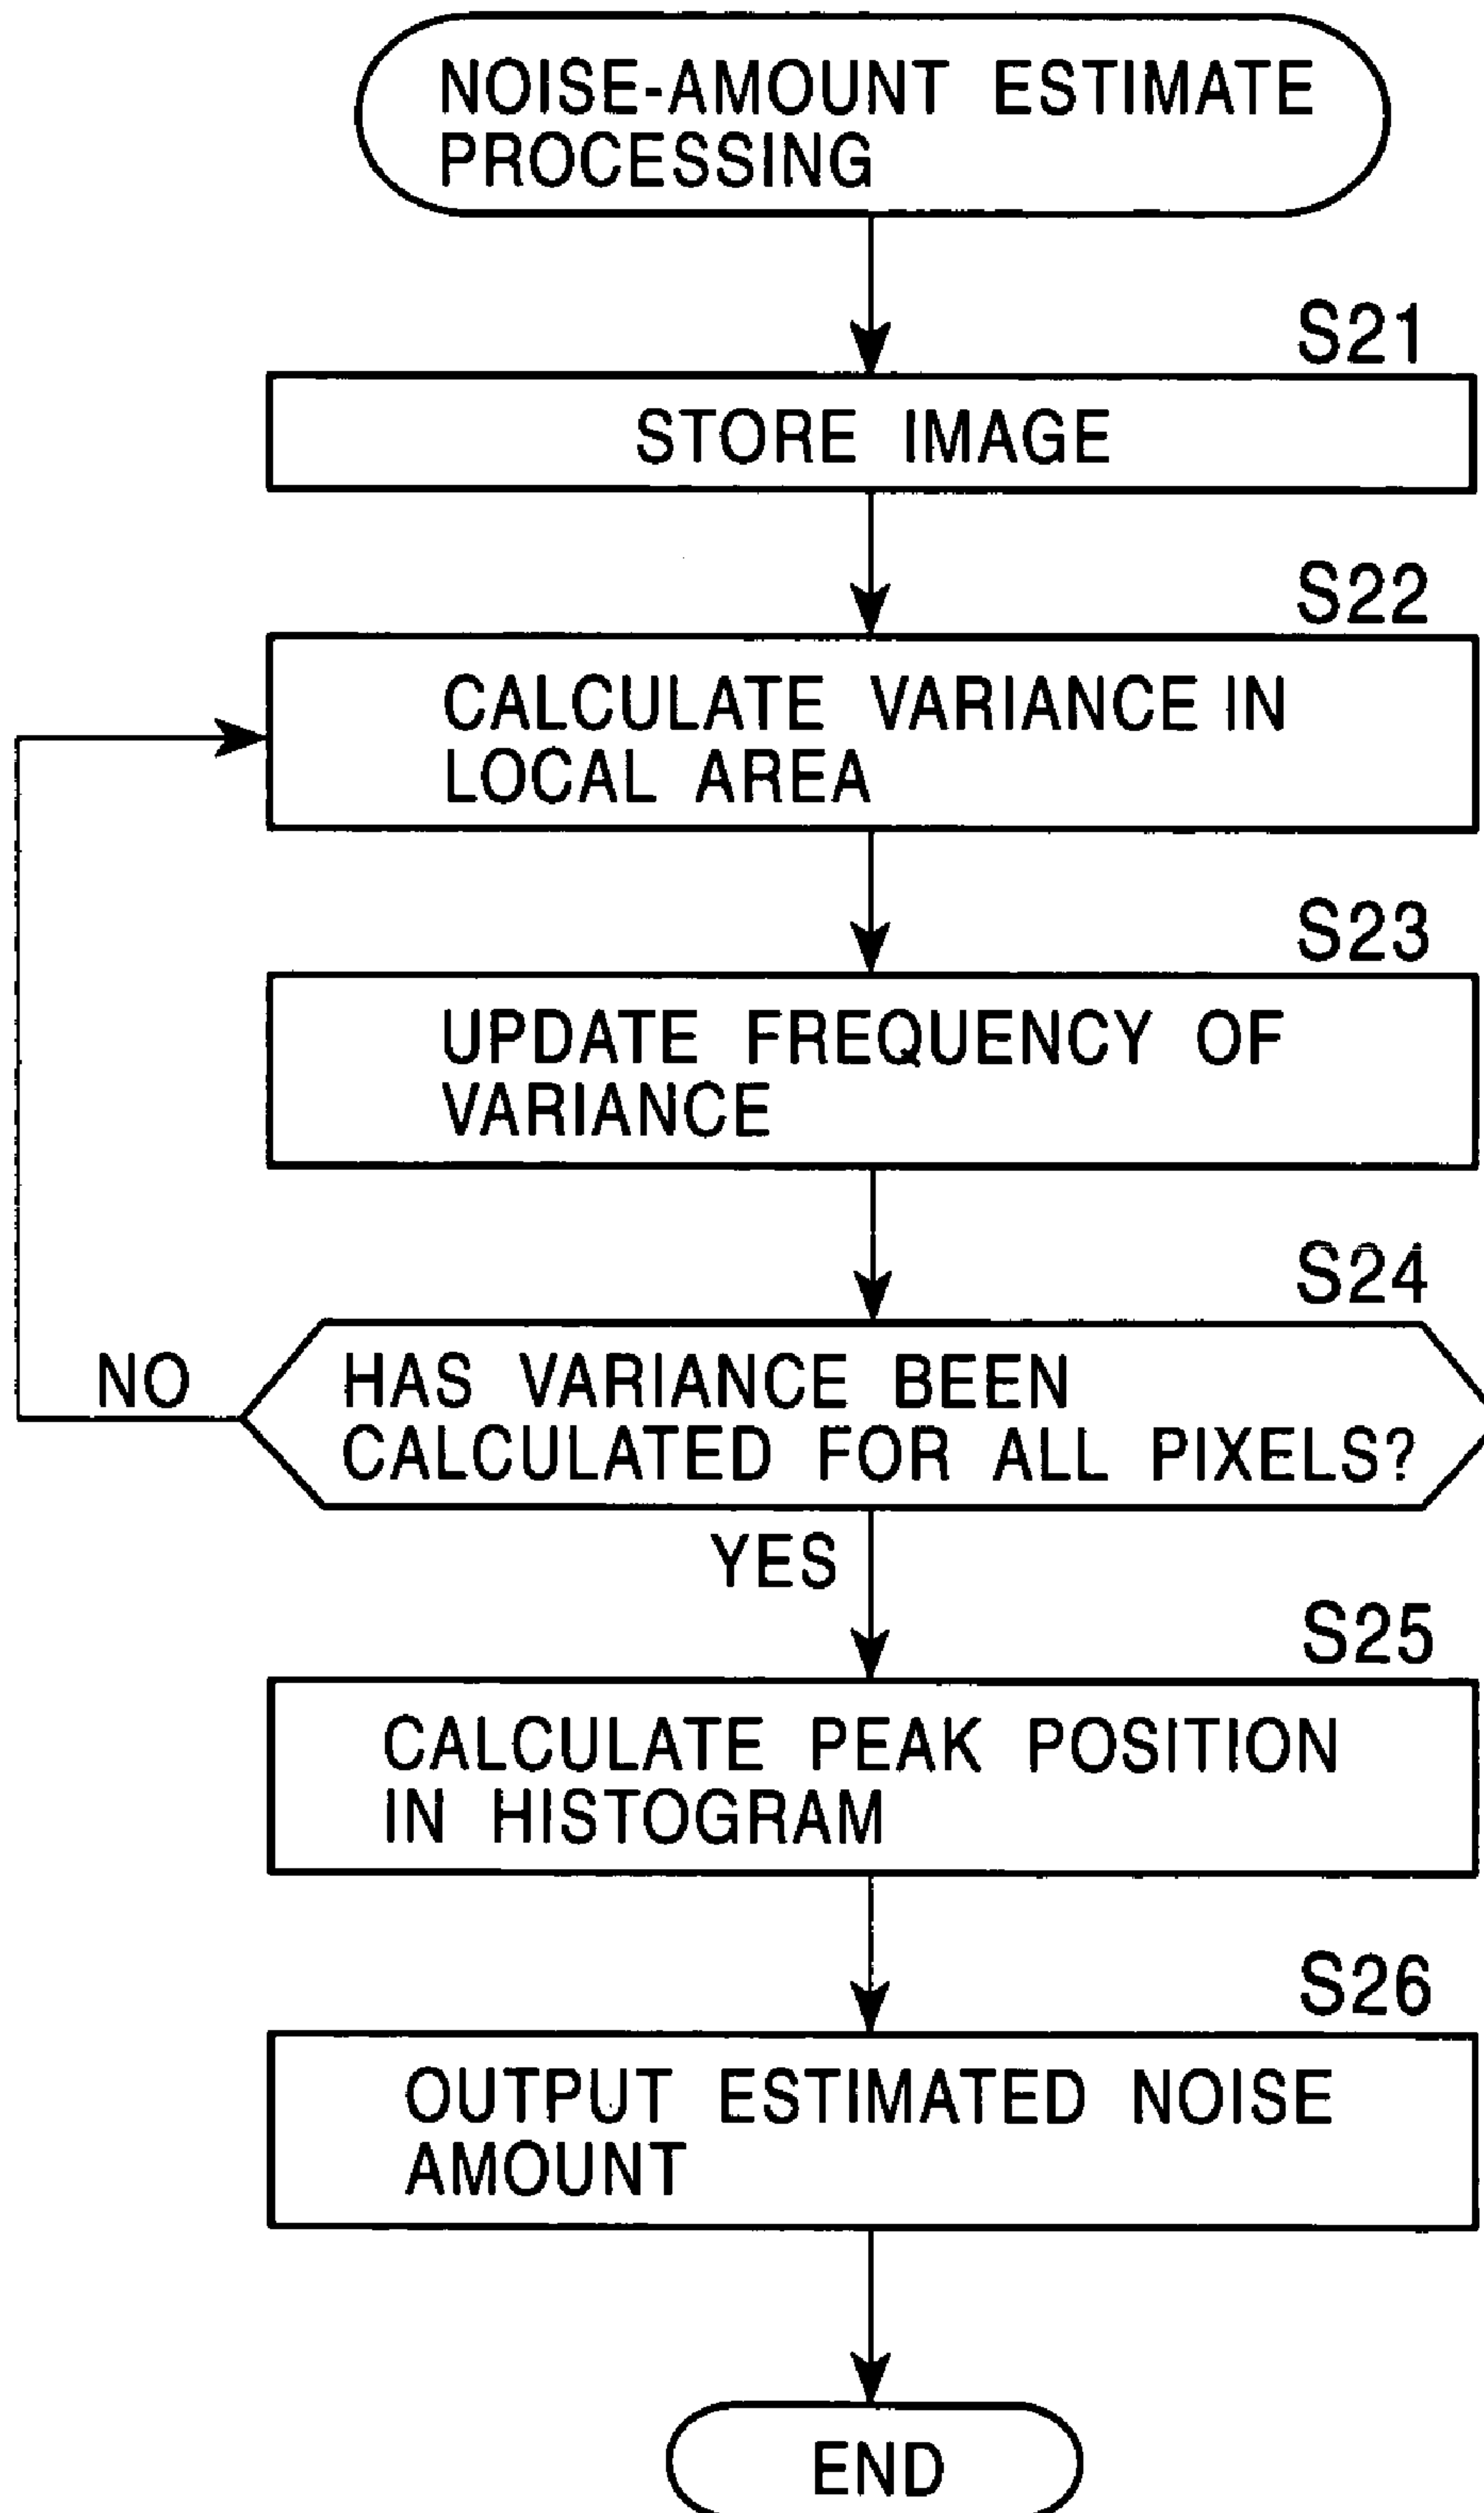 NOISE-AMOUNT ESTIMATE
PROCESSING
S21
STORE IMAGE
S22
CALCULATE VARIANCE IN
LOCAL AREA
S23
UPDATE FREQUENCY OF
VARIANCE
S24
NO
HAS VARIANCE BEEN
CALCULATED FOR ALL PIXELS?
YES
S25
CALCULATE PEAK POSITION
IN HISTOGRAM
S26
OUTPUT ESTIMATED NOISE
AMOUNT
END